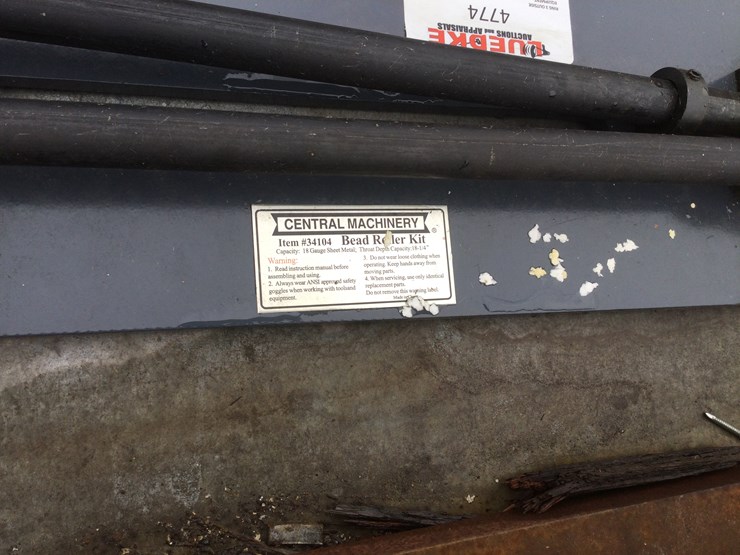 4774
AUCTIONS and APPRAISALS
CENTRAL MACHINERY
Item #34104 Bead Roller Kit
Capacity: 18 Gauge Sheet Metal, Throat Depth Capacity 18-1/4"
Warning:
1. Read instruction manual before
assembling and using.
2. Always wear ANSI approved safety
goggles when working with tools and
equipment.
3. Do not wear loose clothing when
operating. Keep hands away from
moving parts.
4. When servicing, use only identical
replacement parts.
Do not remove this warning label.
Made